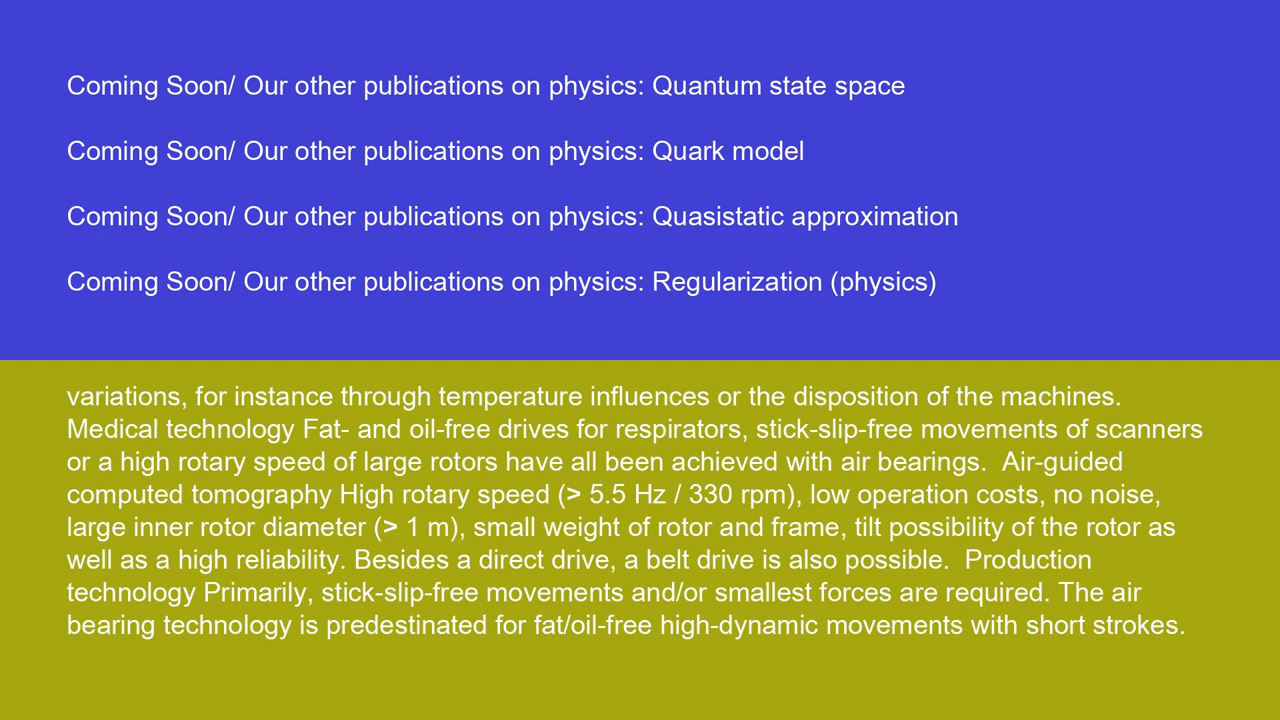 Coming Soon/ Our other publications on physics: Quantum state space
Coming Soon/ Our other publications on physics: Quark model
Coming Soon/ Our other publications on physics: Quasistatic approximation
Coming Soon/ Our other publications on physics: Regularization (physics)
variations, for instance through temperature influences or the disposition of the machines.
Medical technology Fat- and oil-free drives for respirators, stick-slip-free movements of scanners
or a high rotary speed of large rotors have all been achieved with air bearings.  Air-guided
computed tomography High rotary speed (> 5.5 Hz / 330 rpm), low operation costs, no noise,
large inner rotor diameter (> 1 m), small weight of rotor and frame, tilt possibility of the rotor as
well as a high reliability. Besides a direct drive, a belt drive is also possible.  Production
technology Primarily, stick-slip-free movements and/or smallest forces are required. The air
bearing technology is predestinated for fat/oil-free high-dynamic movements with short strokes.